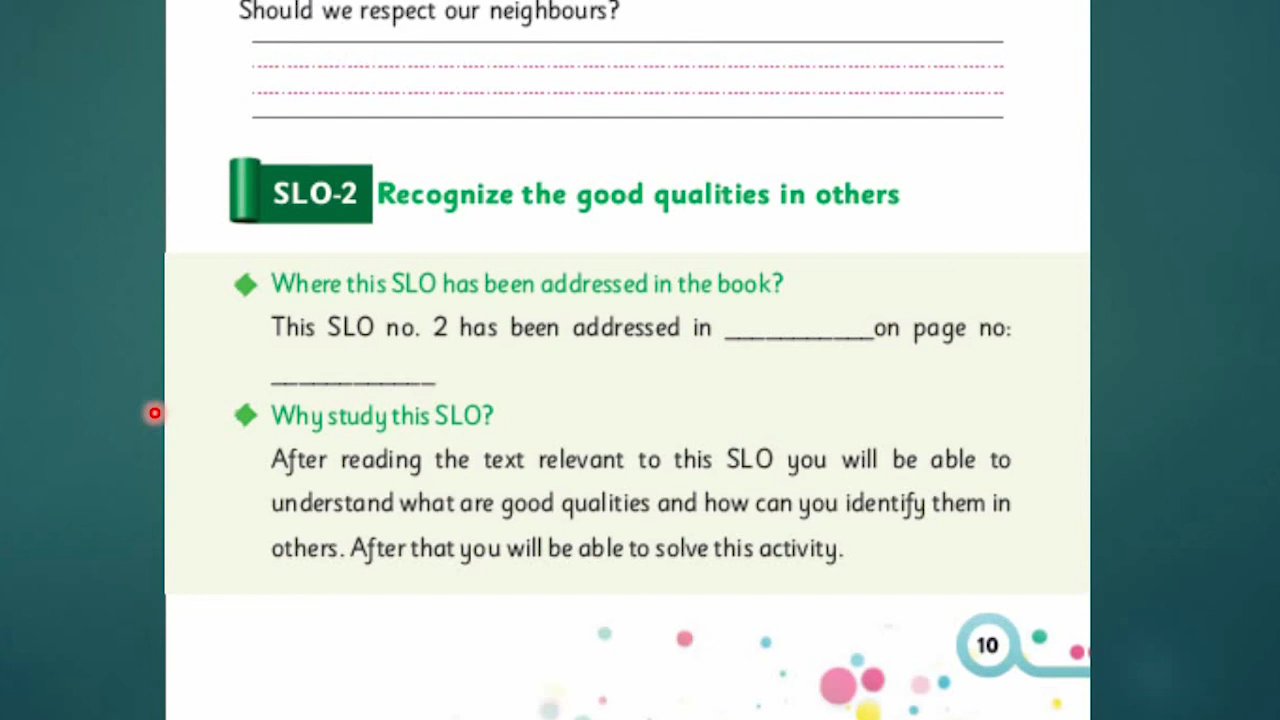 Should we respect our neighbours?
SLO-2 Recognize the good qualities in others
Where this SLO has been addressed in the book?
This SLO no. 2 has been addressed in ___________on page no:
____________
Why study this SLO?
After reading the text relevant to this SLO you will be able to
understand what are good qualities and how can you identify them in
others. After that you will be able to solve this activity.
10